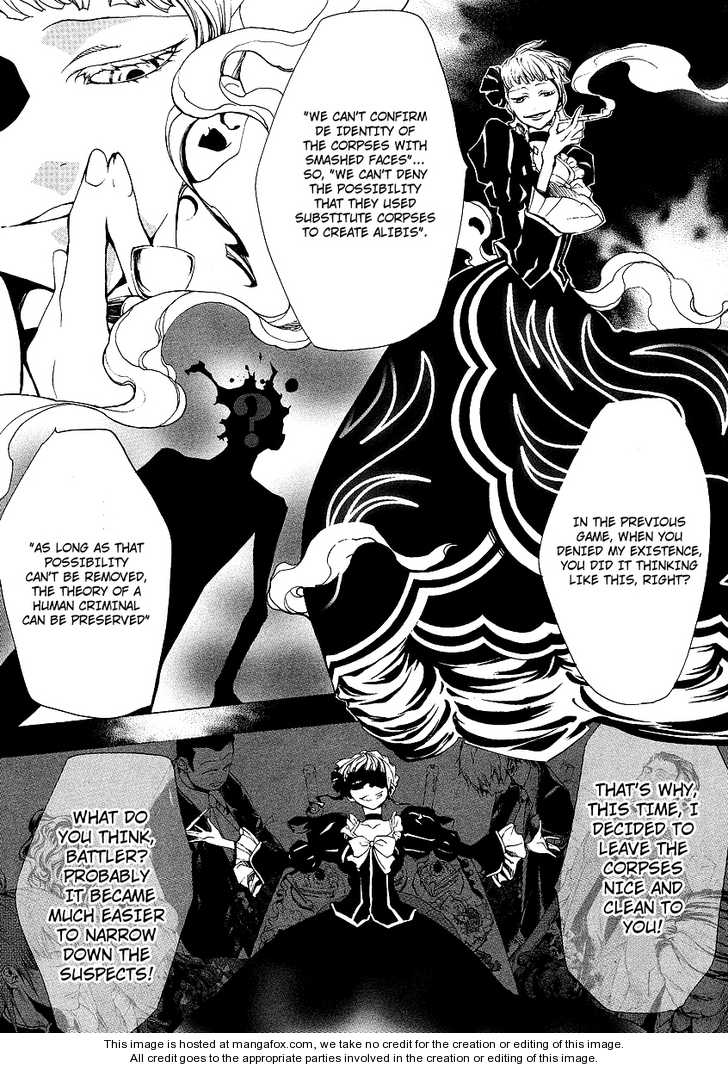 IN THE PREVIOUS
GAME, WHEN YOU
DENIED MY EXISTENCE,
YOU DID IT THINKING
LIKE THIS, RIGHT?
"WE CAN'T CONFIRM
DE IDENTITY OF
THE CORPSES WITH
SMASHED FACES"...
SO, "WE CAN'T DENY
THE POSSIBILITY
THAT THEY USED
SUBSTITUTE CORPSES
TO CREATE ALIBIS".
?
"AS LONG AS THAT
POSSIBILITY
CAN'T BE REMOVED,
THE THEORY OF A
HUMAN CRIMINAL
CAN BE PRESERVED"
THAT'S WHY,
THIS TIME, I
DECIDED TO
LEAVE THE
CORPSES
NICE AND
CLEAN TO
YOU!
WHAT DO
YOU THINK,
BATTLER?
PROBABLY
IT BECAME
MUCH EASIER
TO NARROW
DOWN THE
SUSPECTS!
This image is hosted at mangafox.com, we take no credit for the creation or editing of this image.
All credit goes to the appropriate parties involved in the creation or editing of this image.